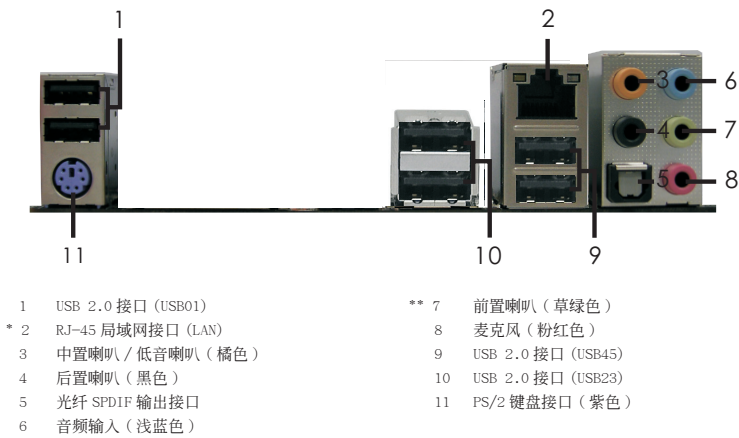 1
2
3
6
4
7
5
8
11
10
9
1 USB 2.0 接口 (USB01)
* 2 RJ-45 局域网接口 (LAN)
3 中置喇叭 / 低音喇叭 ( 橘色 )
4 后置喇叭 ( 黑色 )
5 光纤 SPDIF 输出接口
6 音频输入 ( 浅蓝色 )
** 7 前置喇叭 ( 草绿色 )
8 麦克风 ( 粉红色 )
9 USB 2.0 接口 (USB45)
10 USB 2.0 接口 (USB23)
11 PS/2 键盘接口 ( 紫色 )